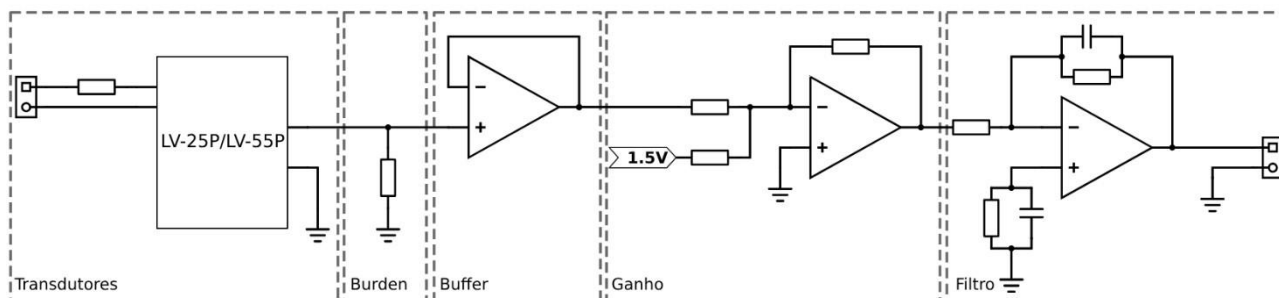 LV-25P/LV-55P
1.5V
Transdutores
Burden
Buffer
Ganho
Filtro